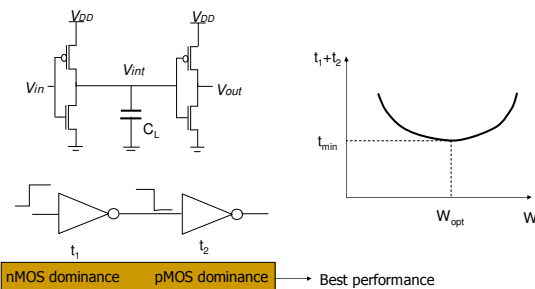 VDD
VDD
Vin
Vint
Vout
CL
t1+t2
tmin
Wopt
W
t1
t2
nMOS dominance pMOS dominance
Best performance